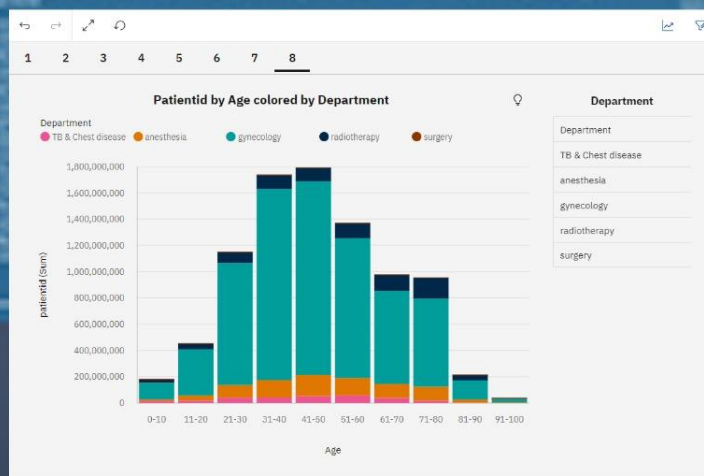 1 2 3 4 5 6 7 8
Patientid by Age colored by Department
Department
TB & Chest disease anesthesia gynecology radiotherapy surgery
1,800,000,000
1,600,000,000
1,400,000,000
1,200,000,000
1,000,000,000
800,000,000
600,000,000
400,000,000
200,000,000
0
patientid (Sum)
0-10 11-20 21-30 31-40 41-50 51-60 61-70 71-80 81-90 91-100
Age
Department
Department
TB & Chest disease
anesthesia
gynecology
radiotherapy
surgery